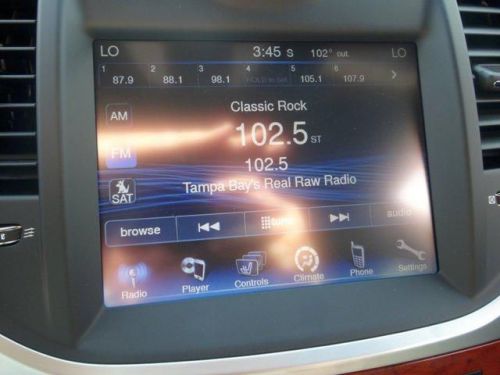 LO 3:45 S 102° out. LO
1 2 3 4 5 6
87.9 88.1 98.1 HOLD to Set 105.1 107.9 >
Classic Rock
AM 102.5 ST
FM 102.5
SAT Tampa Bay's Real Raw Radio
browse tune audio
Radio Player Controls Climate Phone Settings